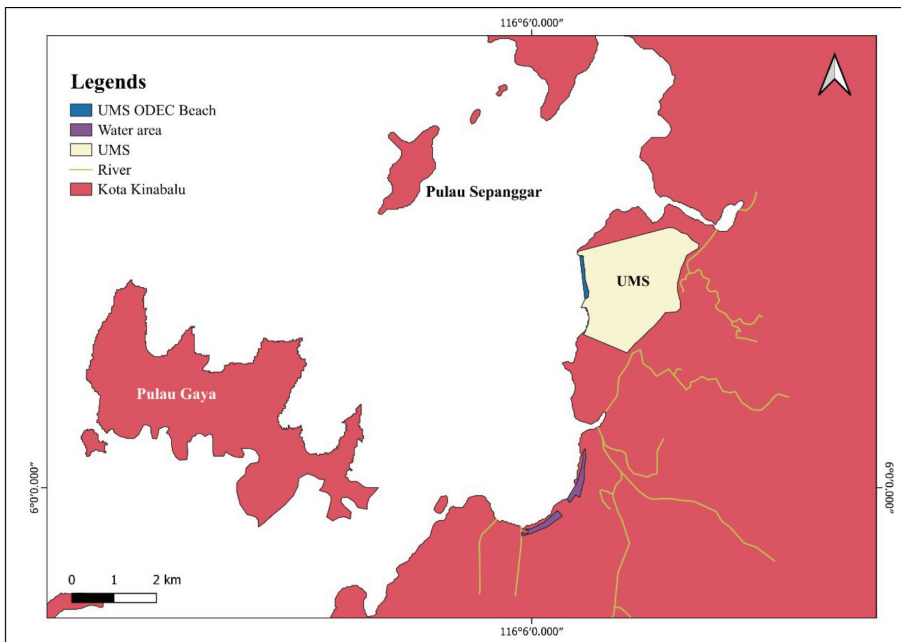 116°6′0.000″
Legends
UMS ODEC Beach
Water area
UMS
River
Kota Kinabalu
Pulau Sepanggar
UMS
Pulau Gaya
6°0′0.000″
6°0′0.000″
0 1 2 km
116°6′0.000″